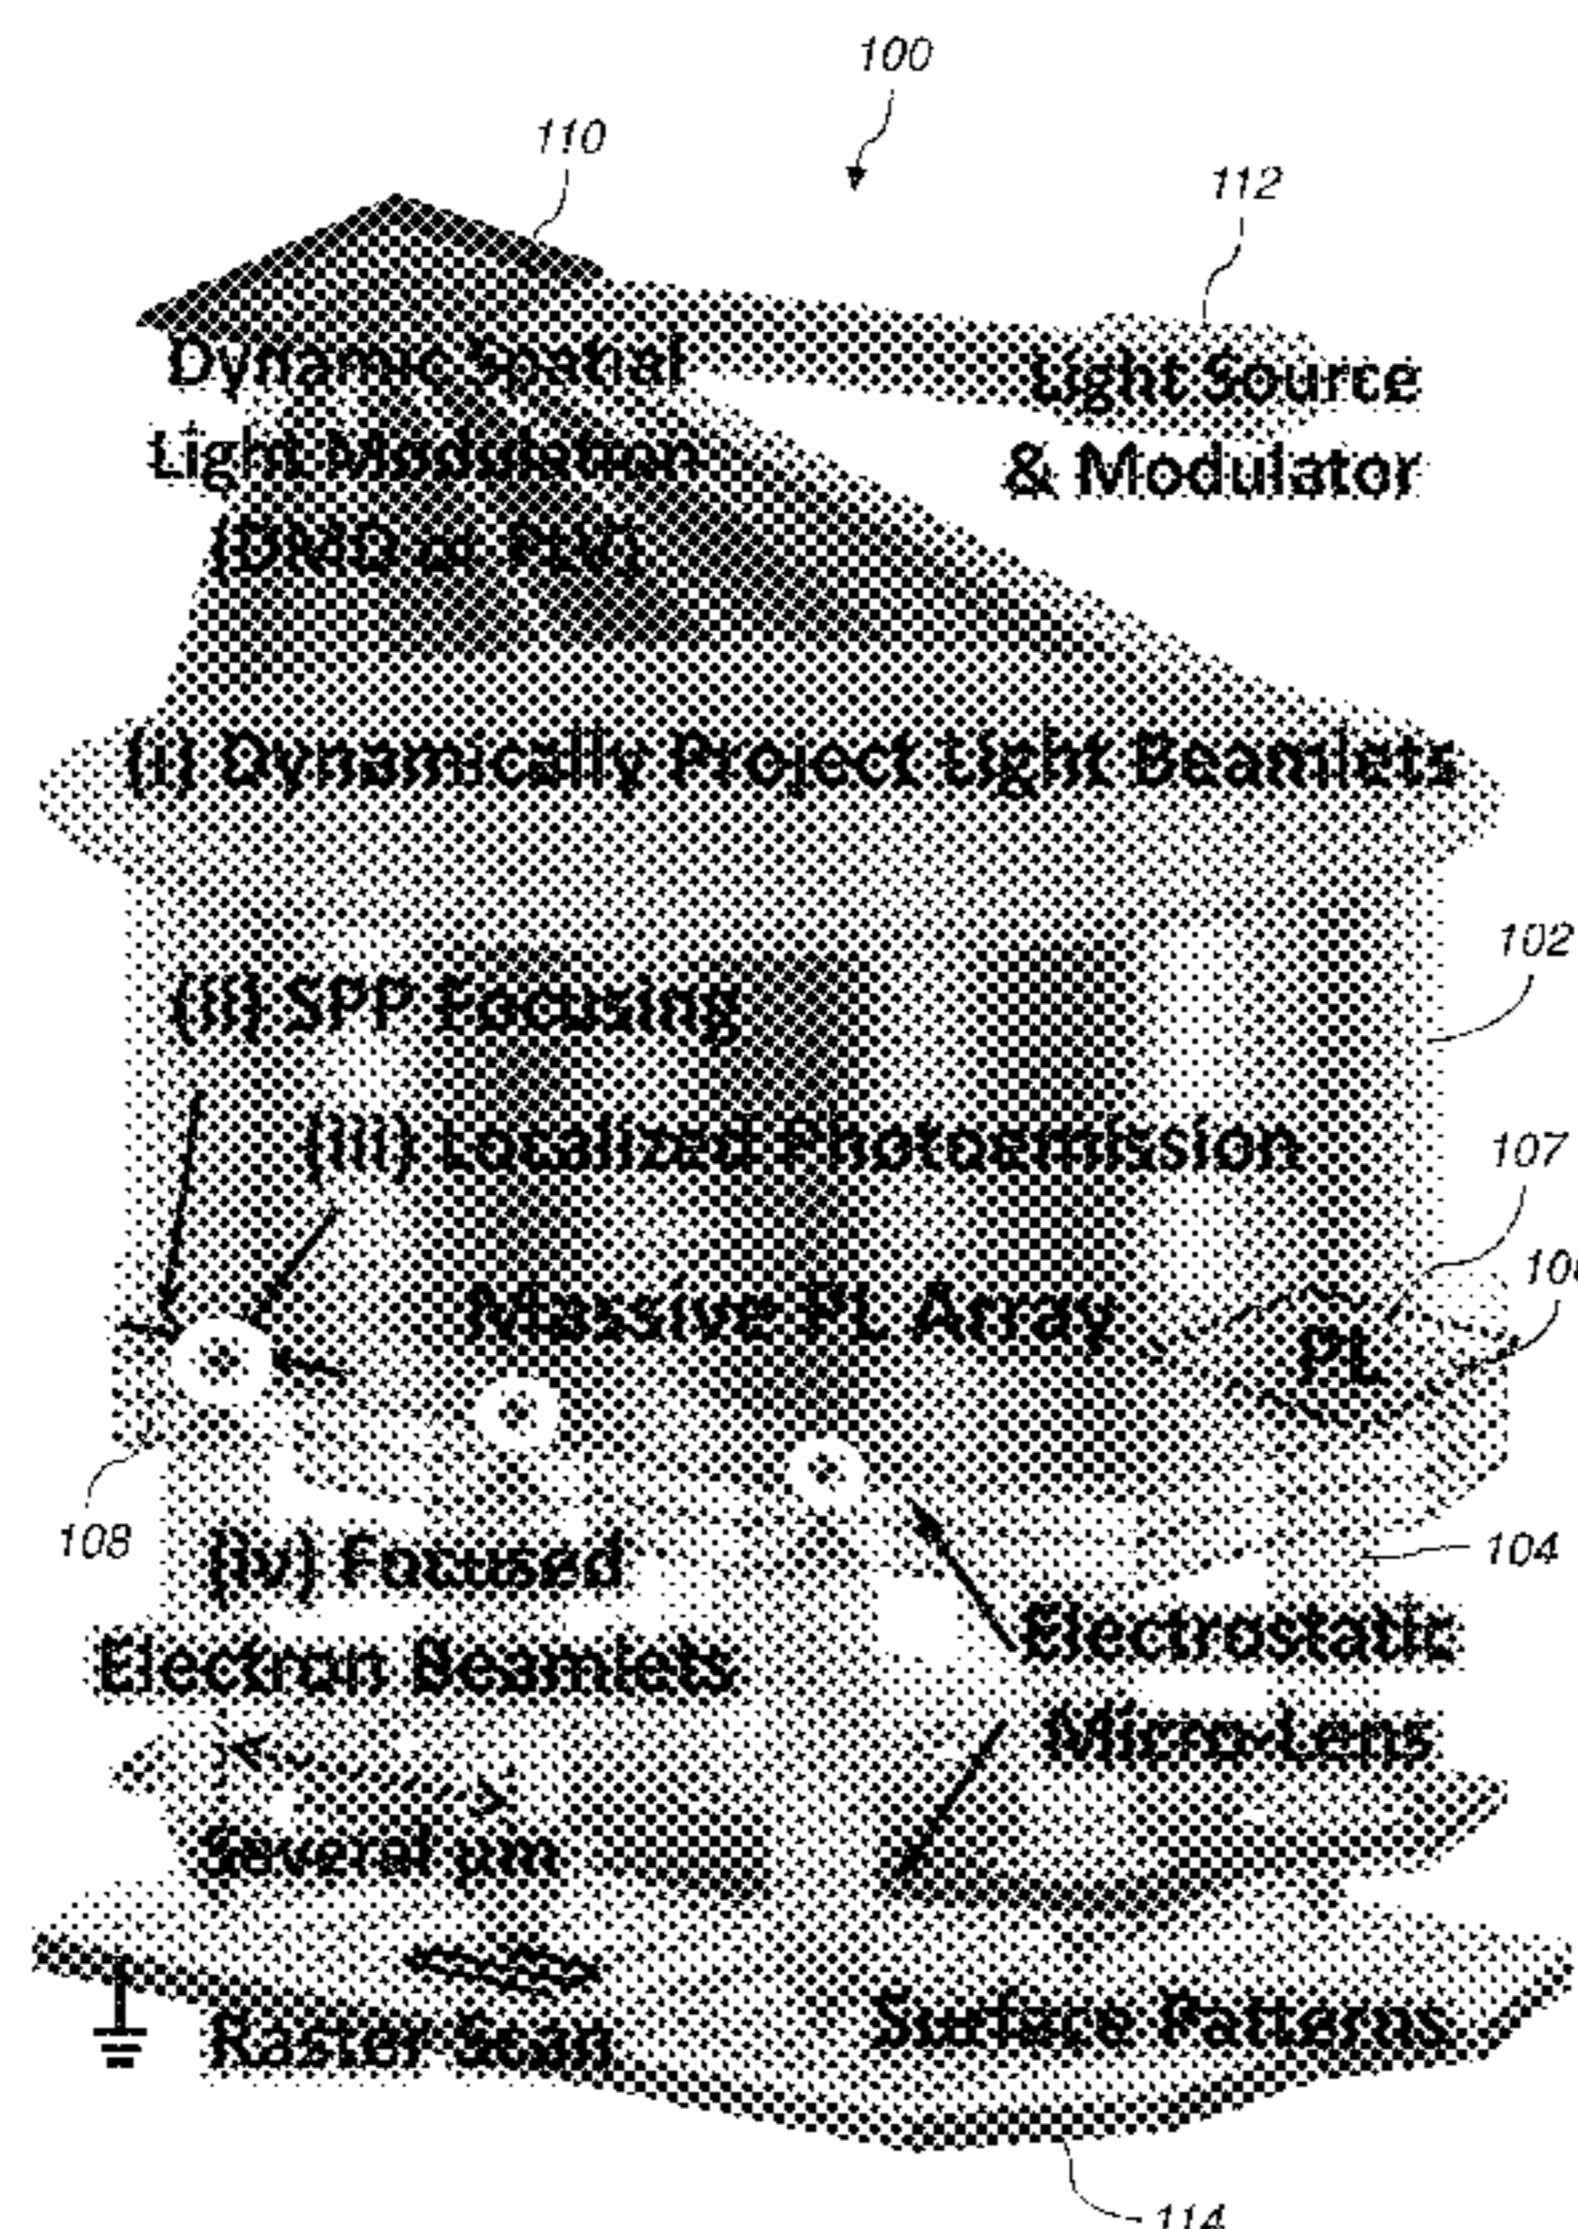 100
110
112
Dynamic Spatial
Light Modulation
(DMD or
Light Source
& Modulator
(i) Dynamically Project Light Beamlets
102
(ii) SPP Focusing
(iii) Localized Photoemission
107
Massive PL Array
PL
108
(iv) Focused
Electron Beamlets
104
Electrostatic
Micro-Lens
Several µm
Raster Scan
Surface Patterns
114